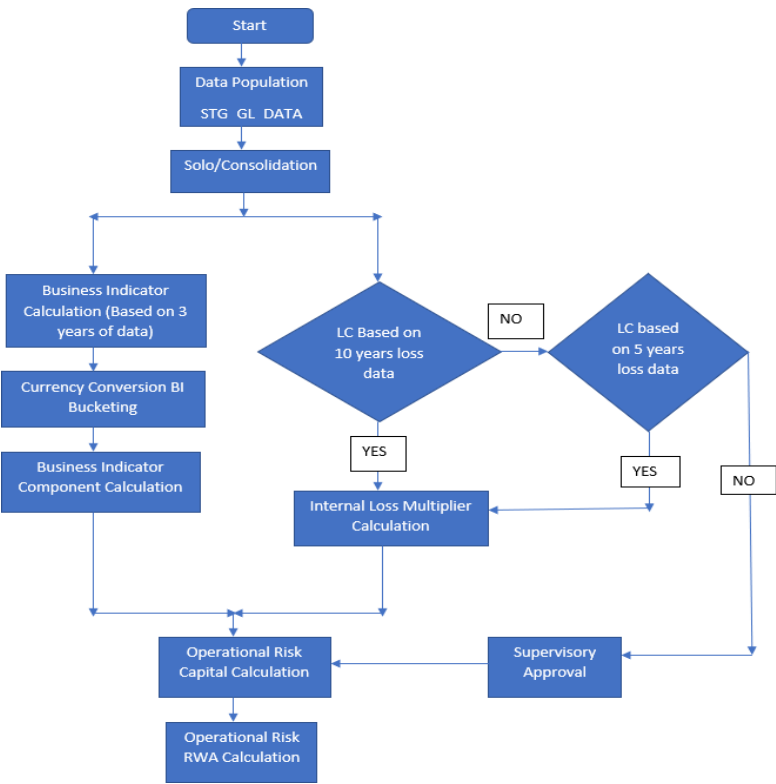 Start
Data Population
STG GL DATA
Solo/Consolidation
Business Indicator
Calculation (Based on 3
years of data)
LC Based on
10 years loss
data
NO
LC based
on 5 years
loss data
Currency Conversion BI
Bucketing
YES
Business Indicator
Component Calculation
YES
NO
Internal Loss Multiplier
Calculation
Operational Risk
Capital Calculation
Supervisory
Approval
Operational Risk
RWA Calculation